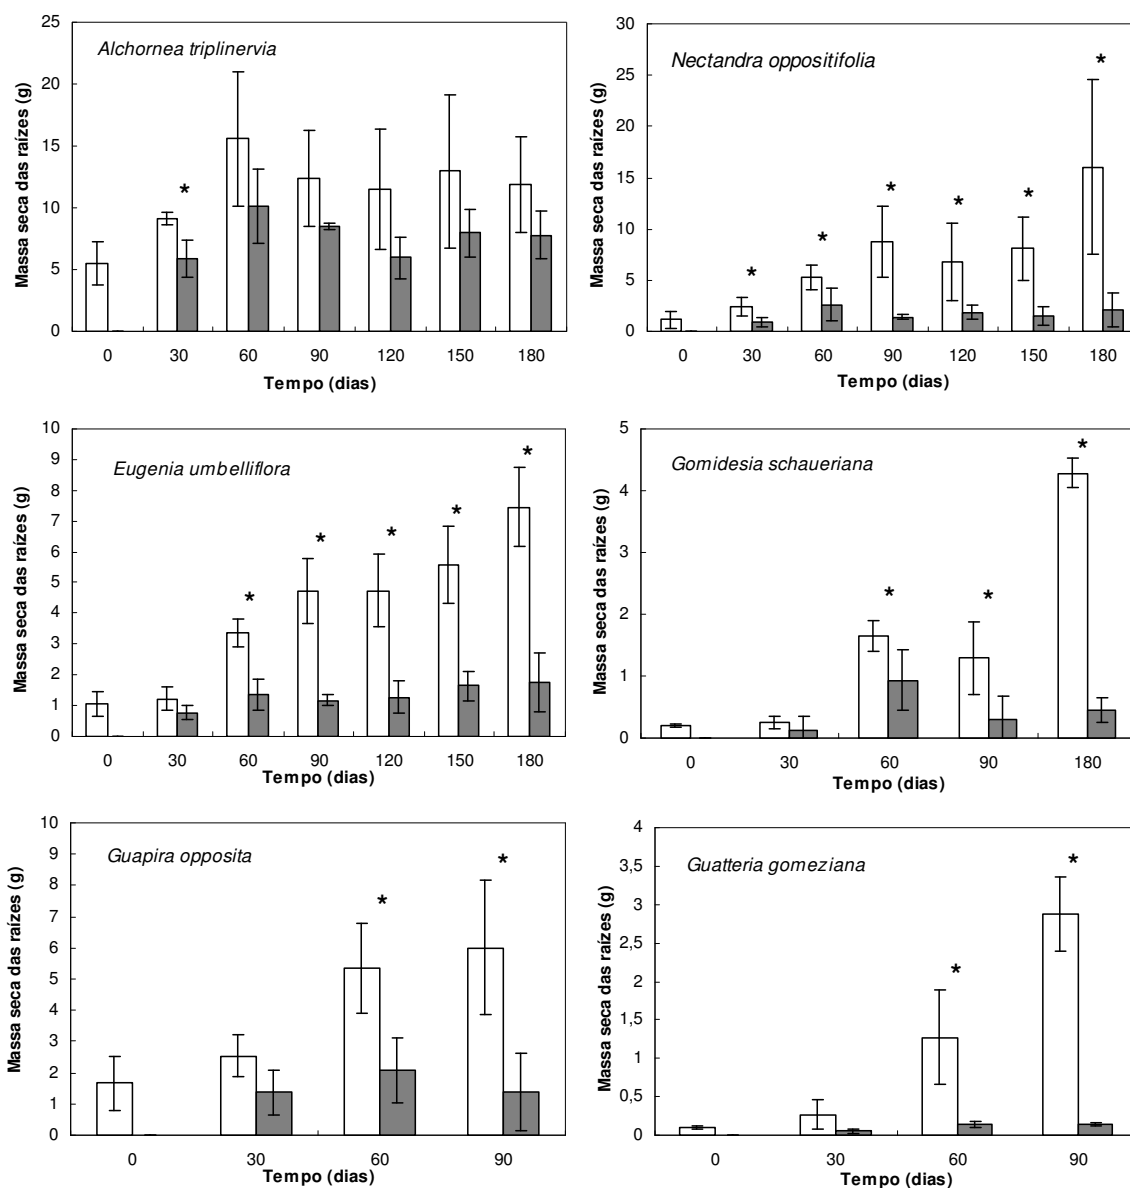 Alchornea triplinervia
Massa seca das raízes (g)
25
20
15
10
5
0
*
0 30 60 90 120 150 180
Tempo (dias)
Nectandra oppositifolia
Massa seca das raízes (g)
30
25
20
15
10
5
0
* * * * * *
0 30 60 90 120 150 180
Tempo (dias)
Eugenia umbelliflora
Massa seca das raízes (g)
10
9
8
7
6
5
4
3
2
1
0
* * * * *
0 30 60 90 120 150 180
Tempo (dias)
Gomidesia schaueriana
Massa seca das raízes (g)
5
4
3
2
1
0
* * *
0 30 60 90 180
Tempo (dias)
Guapira opposita
Massa seca das raízes (g)
10
9
8
7
6
5
4
3
2
1
0
* *
0 30 60 90
Tempo (dias)
Guatteria gomeziana
Massa seca das raízes (g)
4
3,5
3
2,5
2
1,5
1
0,5
0
* *
0 30 60 90
Tempo (dias)